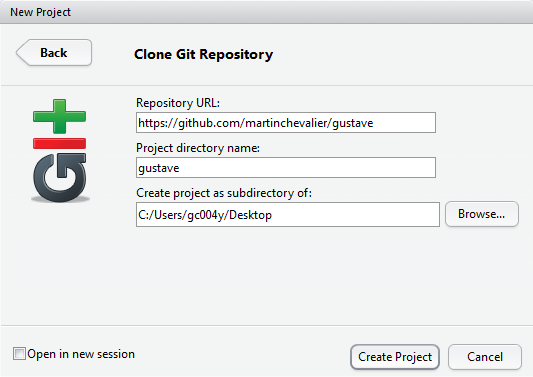 New Project
Back
Clone Git Repository
Repository URL:
https://github.com/martinchevalier/gustave
Project directory name:
gustave
Create project as subdirectory of:
C:/Users/gc004y/Desktop
Browse...
git
Open in new session
Create Project
Cancel